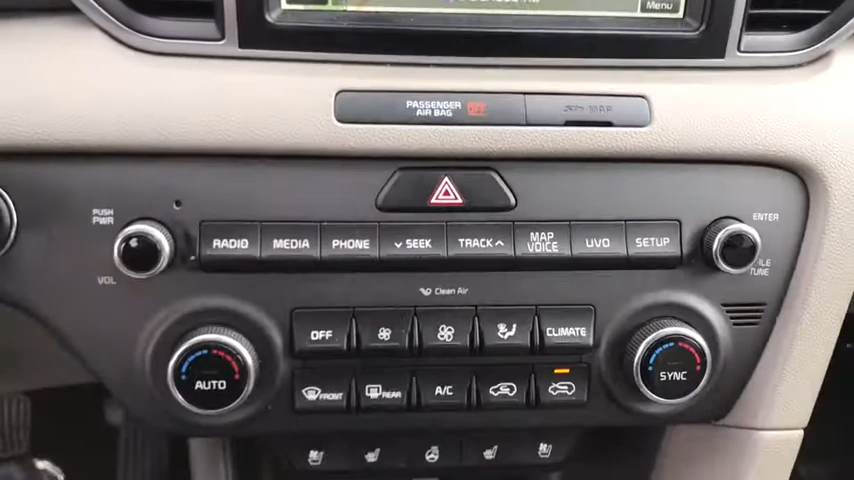 Menu
PASSENGER
AIR BAG
OFF
PUSH
PWR
ENTER
RADIO MEDIA PHONE SEEK TRACK MAP VOICE UVO SETUP
VOL
TUNE
Clean Air
OFF CLIMATE
AUTO SYNC
FRONT REAR A/C